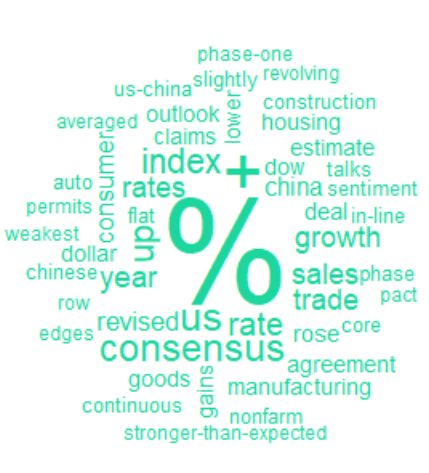 phase-one
us-china slightly revolving
averaged outlook lower construction
claims housing
consumer index + dow estimate
talks
auto rates china sentiment
permits flat % deal in-line
weakest up growth
dollar
chinese year sales phase
row trade pact
edges revised us rate rose core
consensus
goods gains agreement
manufacturing
continuous nonfarm
stronger-than-expected